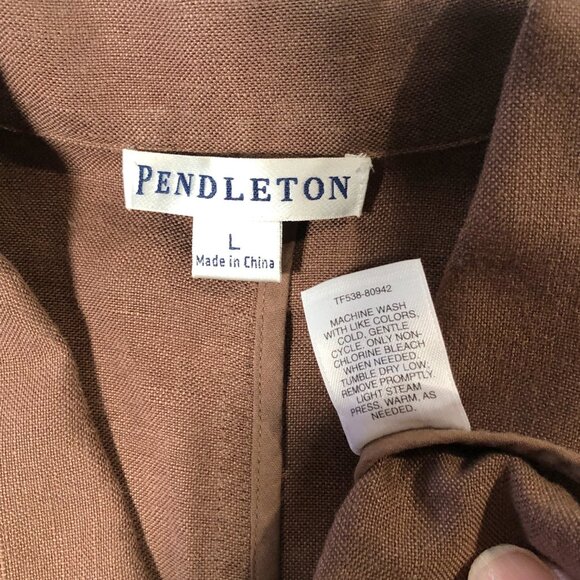 PENDLETON
L
Made in China
TF538-80942
MACHINE WASH
WITH LIKE COLORS,
COLD, GENTLE
CYCLE. ONLY NON-
CHLORINE BLEACH
WHEN NEEDED.
TUMBLE DRY LOW.
REMOVE PROMPTLY.
LIGHT STEAM
PRESS, WARM, AS
NEEDED.